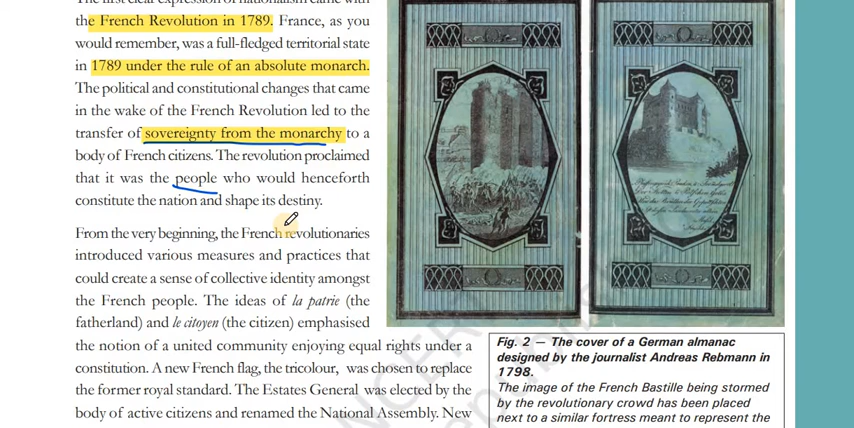 The first clear expression of nationalism came with
the French Revolution in 1789. France, as you
would remember, was a full-fledged territorial state
in 1789 under the rule of an absolute monarch.
The political and constitutional changes that came
in the wake of the French Revolution led to the
transfer of sovereignty from the monarchy to a
body of French citizens. The revolution proclaimed
that it was the people who would henceforth
constitute the nation and shape its destiny.
From the very beginning, the French revolutionaries
introduced various measures and practices that
could create a sense of collective identity amongst
the French people. The ideas of la patrie (the
fatherland) and le citoyen (the citizen) emphasised
the notion of a united community enjoying equal rights under a
constitution. A new French flag, the tricolour, was chosen to replace
the former royal standard. The Estates General was elected by the
body of active citizens and renamed the National Assembly. New
Fig. 2 — The cover of a German almanac
designed by the journalist Andreas Rebmann in
1798.
The image of the French Bastille being stormed
by the revolutionary crowd has been placed
next to a similar fortress meant to represent the